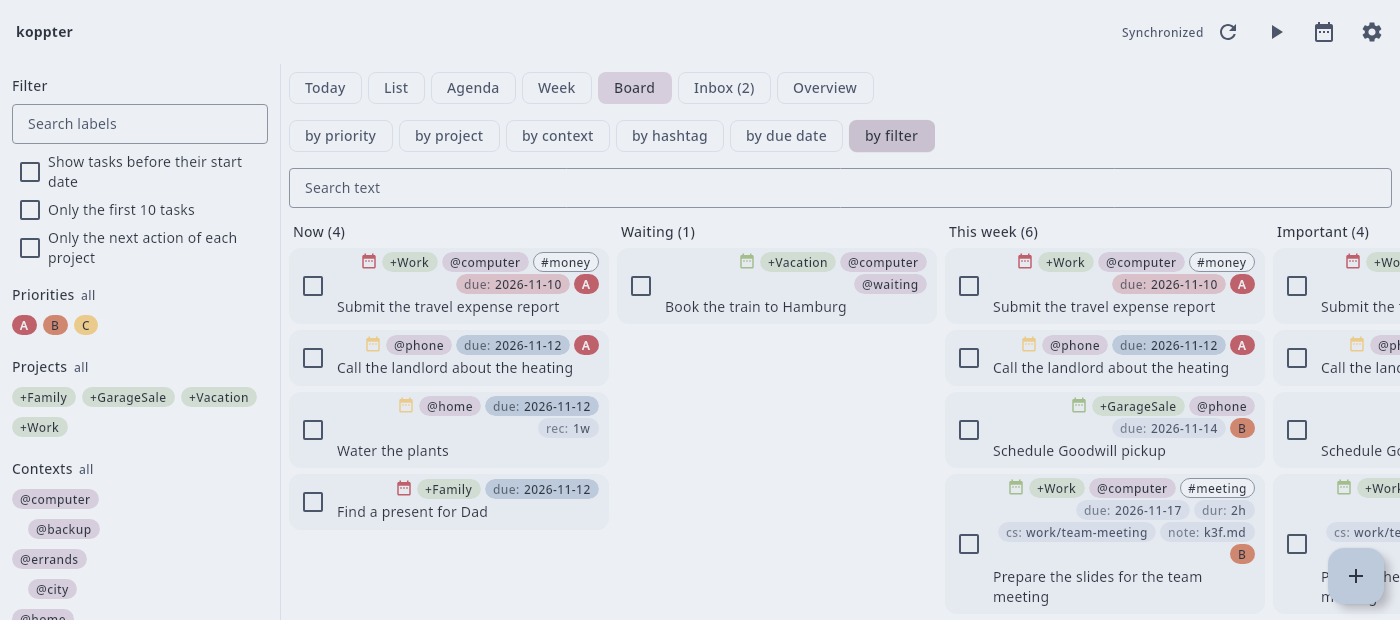 koppter
Synchronized
Filter
Search labels
Show tasks before their start
date
Only the first 10 tasks
Only the next action of each
project
Priorities all
A B C
Projects all
+Family +GarageSale +Vacation
+Work
Contexts all
@computer
@backup
@errands
@city
@home
Today List Agenda Week Board Inbox (2) Overview
by priority by project by context by hashtag by due date by filter
Search text
Now (4)
+Work @computer #money
due: 2026-11-10 A
Submit the travel expense report
@phone due: 2026-11-12 A
Call the landlord about the heating
@home due: 2026-11-12
rec: 1w
Water the plants
+Family due: 2026-11-12
Find a present for Dad
Waiting (1)
+Vacation @computer
@waiting
Book the train to Hamburg
This week (6)
+Work @computer #money
due: 2026-11-10 A
Submit the travel expense report
@phone due: 2026-11-12 A
Call the landlord about the heating
+GarageSale @phone
due: 2026-11-14 B
Schedule Goodwill pickup
+Work @computer #meeting
due: 2026-11-17 dur: 2h
cs: work/team-meeting note: k3f.md
B
Prepare the slides for the team
meeting
Important (4)
Submit the
Call the
Schedule
+Work
cs: